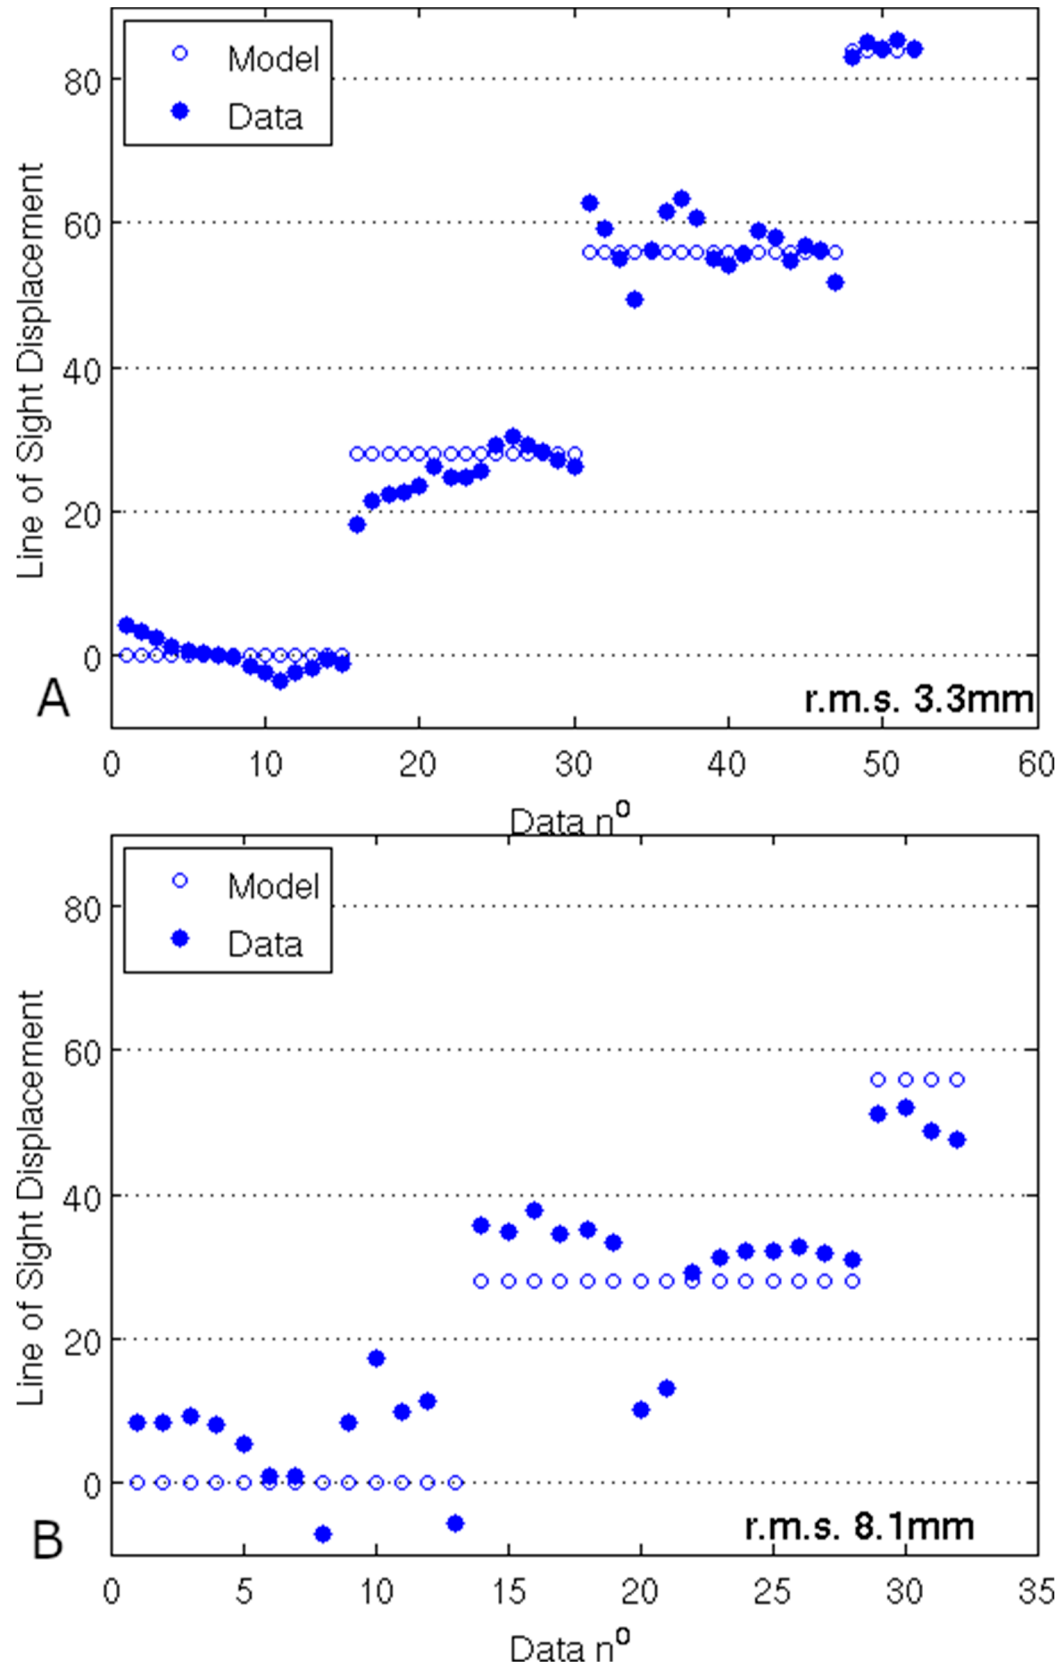 Model
Data
80
60
40
20
0
Line of Sight Displacement
A
r.m.s. 3.3mm
0 10 20 30 40 50 60
Data nº
Model
Data
80
60
40
20
0
Line of Sight Displacement
B
r.m.s. 8.1mm
0 5 10 15 20 25 30 35
Data nº